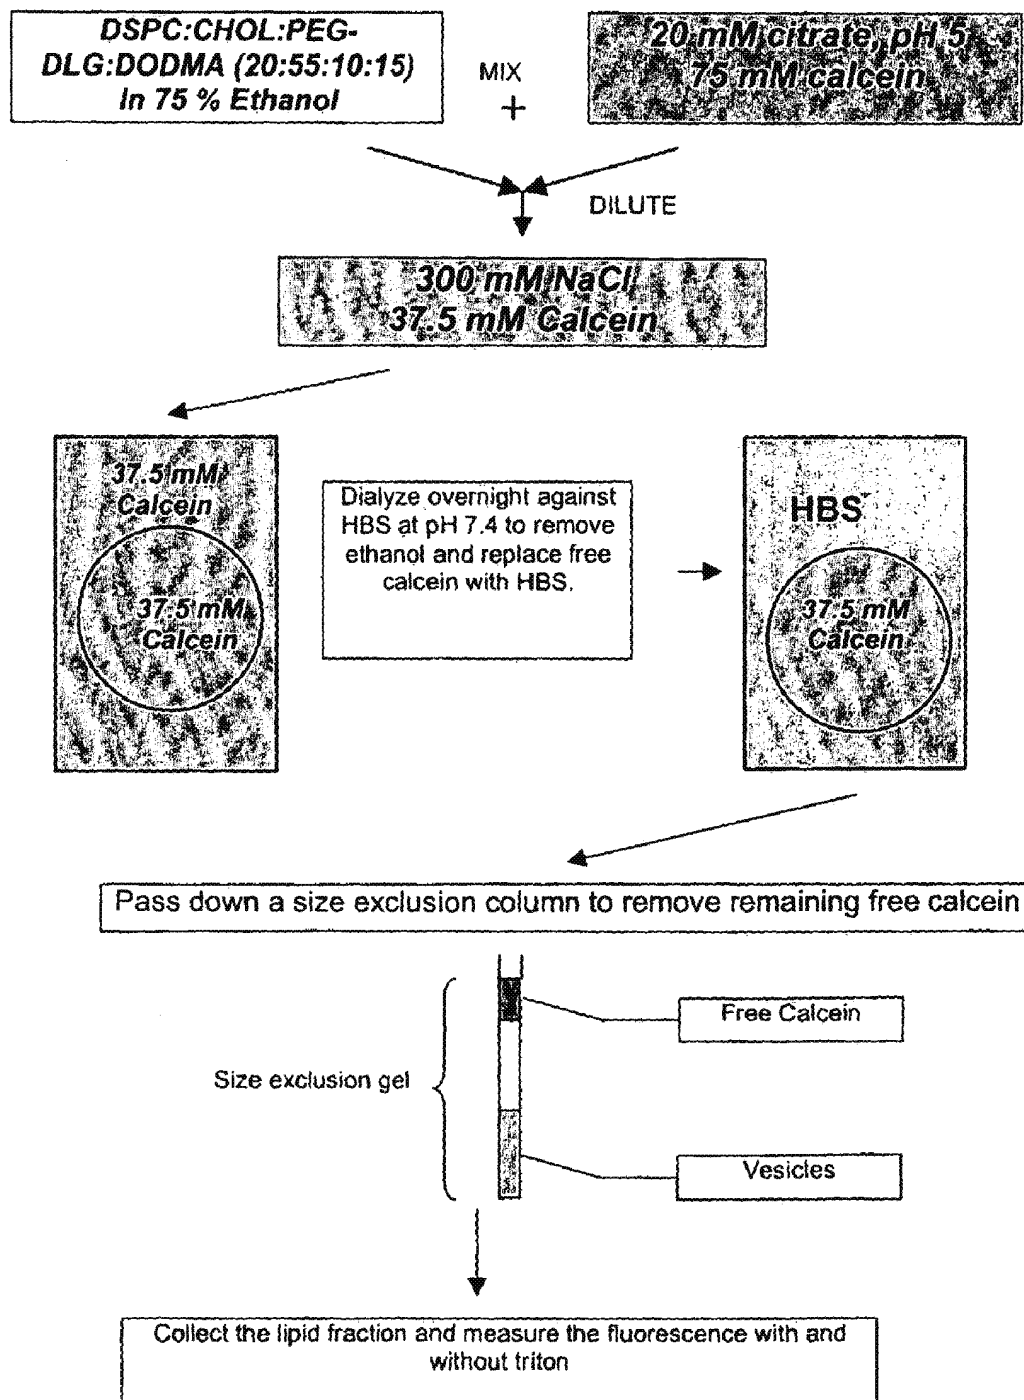 DSPC:CHOL:PEG-
DLG:DODMA (20:55:10:15)
In 75 % Ethanol
MIX
+
20 mM citrate, pH 5
75 mM calcein
DILUTE
300 mM NaCl
37.5 mM Calcein
37.5 mM
Calcein
37.5 mM
Calcein
Dialyze overnight against
HBS at pH 7.4 to remove
ethanol and replace free
calcein with HBS.
HBS
37.5 mM
Calcein
Pass down a size exclusion column to remove remaining free calcein
Free Calcein
Size exclusion gel
Vesicles
Collect the lipid fraction and measure the fluorescence with and
without triton